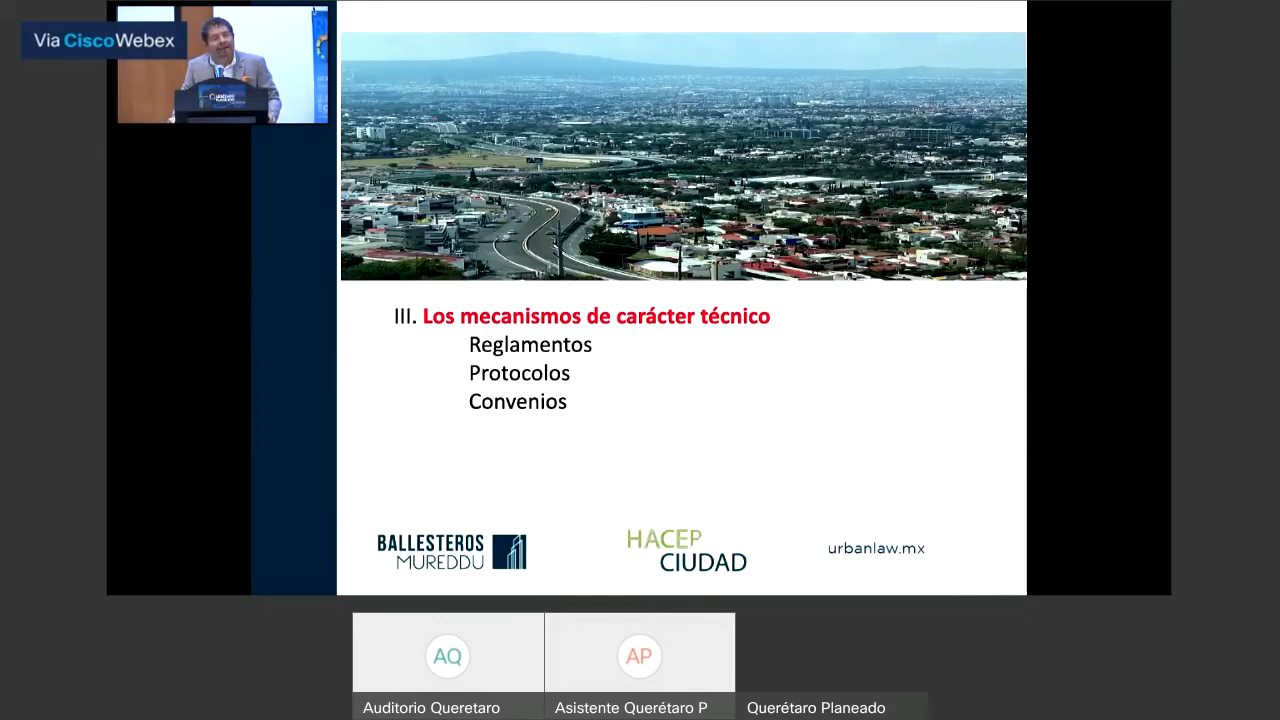 Via Cisco Webex
III. Los mecanismos de carácter técnico
Reglamentos
Protocolos
Convenios
BALLESTEROS
MUREDDU
HACER
CIUDAD
urbanlaw.mx
AQ
AP
Auditorio Queretaro
Asistente Querétaro P
Querétaro Planeado